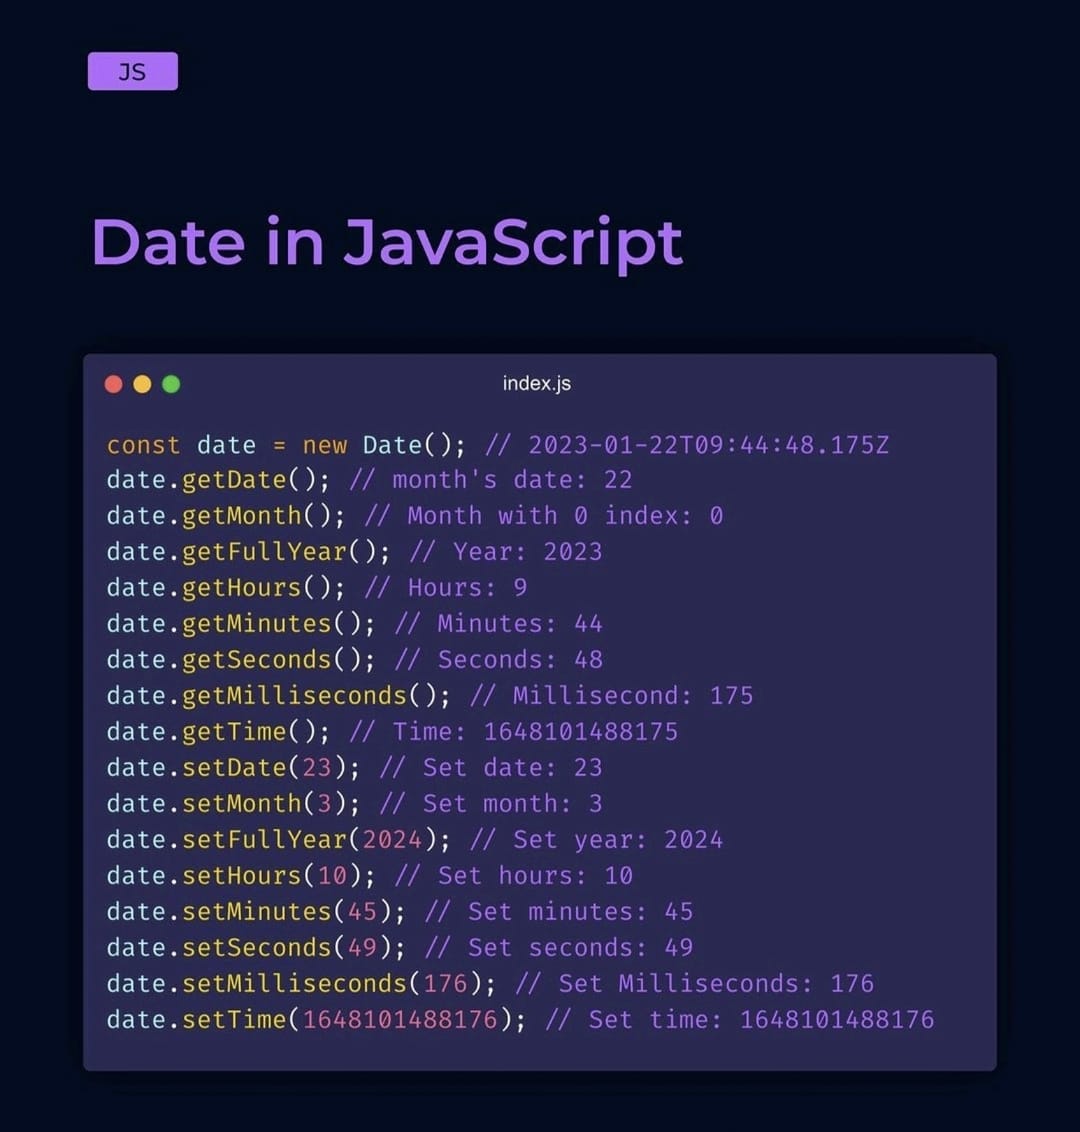 JS
Date in JavaScript
index.js
const date = new Date(); // 2023-01-22T09:44:48.175Z
date.getDate(); // month's date: 22
date.getMonth(); // Month with 0 index: 0
date.getFullYear(); // Year: 2023
date.getHours(); // Hours: 9
date.getMinutes(); // Minutes: 44
date.getSeconds(); // Seconds: 48
date.getMilliseconds(); // Millisecond: 175
date.getTime(); // Time: 1648101488175
date.setDate(23); // Set date: 23
date.setMonth(3); // Set month: 3
date.setFullYear(2024); // Set year: 2024
date.setHours(10); // Set hours: 10
date.setMinutes(45); // Set minutes: 45
date.setSeconds(49); // Set seconds: 49
date.setMilliseconds(176); // Set Milliseconds: 176
date.setTime(1648101488176); // Set time: 1648101488176